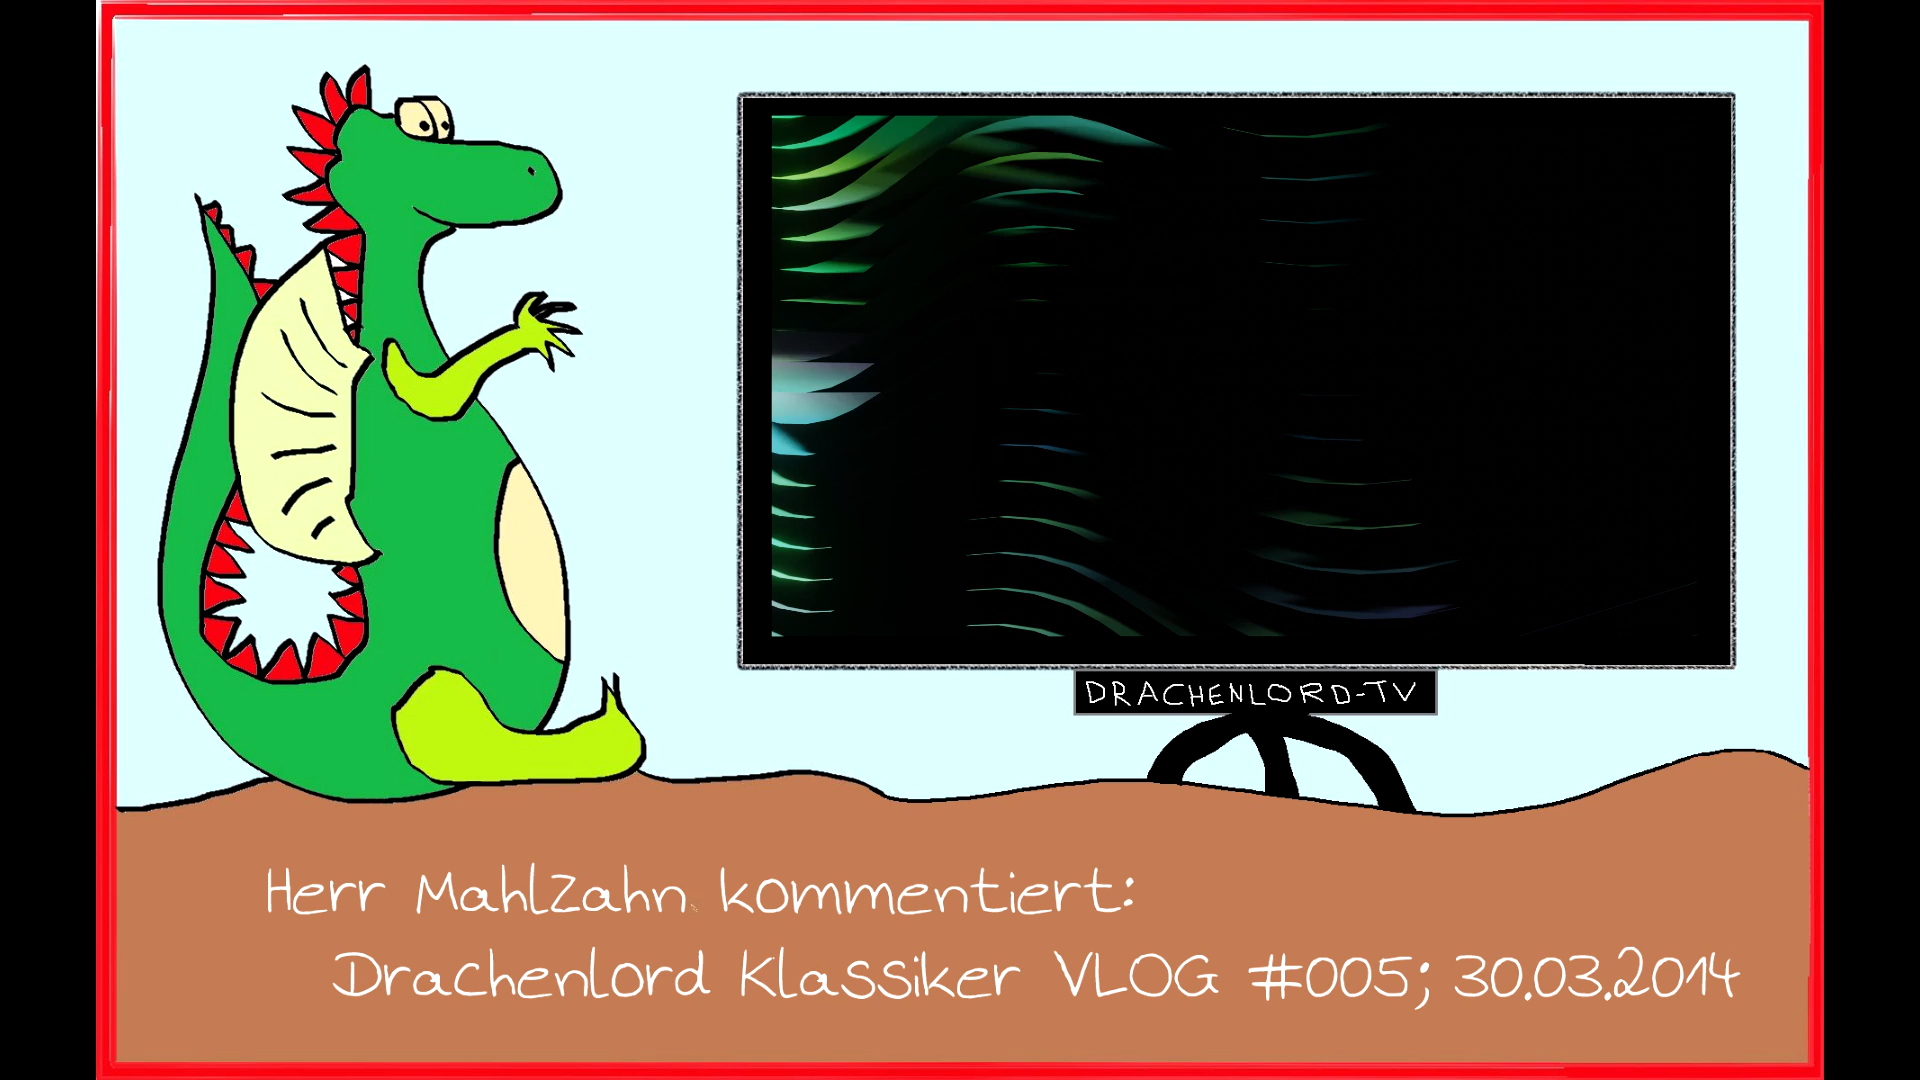 DRACHENLORD-TV
Herr Mahlzahn kommentiert:
Drachenlord Klassiker VLOG #005; 30.03.2014